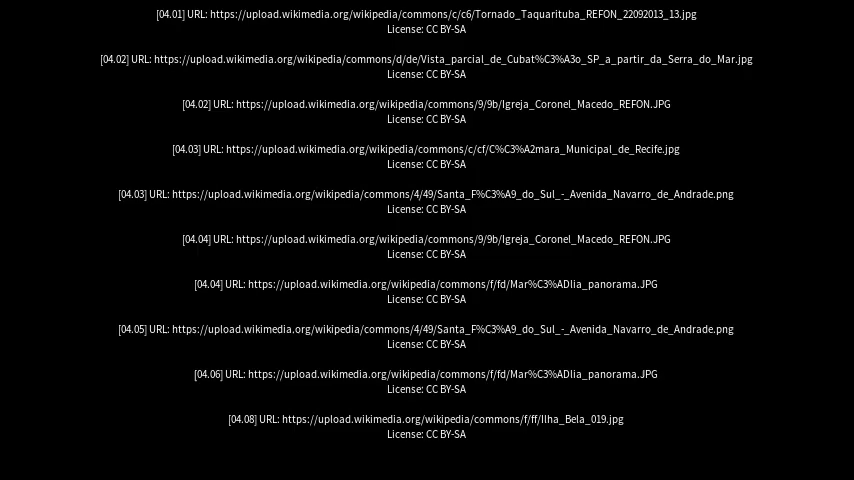 [04.01] URL: https://upload.wikimedia.org/wikipedia/commons/c/c6/Tornado_Taquarituba_REFON_22092013_13.jpg
License: CC BY-SA
[04.02] URL: https://upload.wikimedia.org/wikipedia/commons/d/de/Vista_parcial_de_Cubat%C3%A3o_SP_a_partir_da_Serra_do_Mar.jpg
License: CC BY-SA
[04.02] URL: https://upload.wikimedia.org/wikipedia/commons/9/9b/Igreja_Coronel_Macedo_REFON.JPG
License: CC BY-SA
[04.03] URL: https://upload.wikimedia.org/wikipedia/commons/c/cf/C%C3%A2mara_Municipal_de_Recife.jpg
License: CC BY-SA
[04.03] URL: https://upload.wikimedia.org/wikipedia/commons/4/49/Santa_F%C3%A9_do_Sul_-_Avenida_Navarro_de_Andrade.png
License: CC BY-SA
[04.04] URL: https://upload.wikimedia.org/wikipedia/commons/9/9b/Igreja_Coronel_Macedo_REFON.JPG
License: CC BY-SA
[04.04] URL: https://upload.wikimedia.org/wikipedia/commons/f/fd/Mar%C3%ADlia_panorama.JPG
License: CC BY-SA
[04.05] URL: https://upload.wikimedia.org/wikipedia/commons/4/49/Santa_F%C3%A9_do_Sul_-_Avenida_Navarro_de_Andrade.png
License: CC BY-SA
[04.06] URL: https://upload.wikimedia.org/wikipedia/commons/f/fd/Mar%C3%ADlia_panorama.JPG
License: CC BY-SA
[04.08] URL: https://upload.wikimedia.org/wikipedia/commons/f/ff/Ilha_Bela_019.jpg
License: CC BY-SA